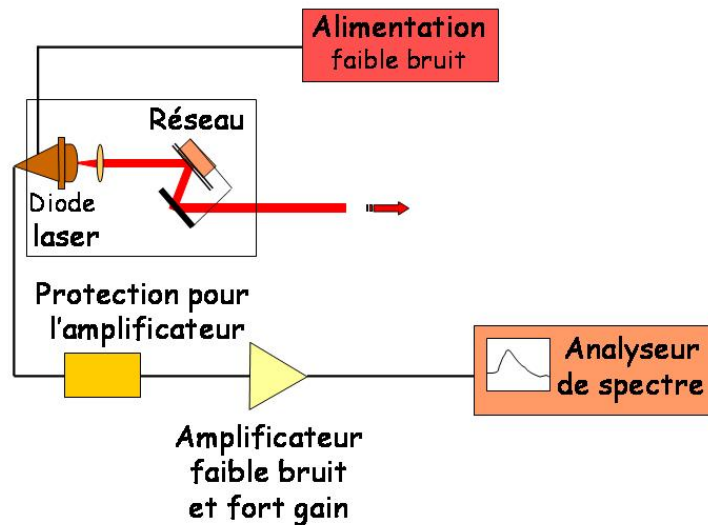 Alimentation
faible bruit
Réseau
Diode
laser
Protection pour
l'amplificateur
Amplificateur
faible bruit
et fort gain
Analyseur
de spectre